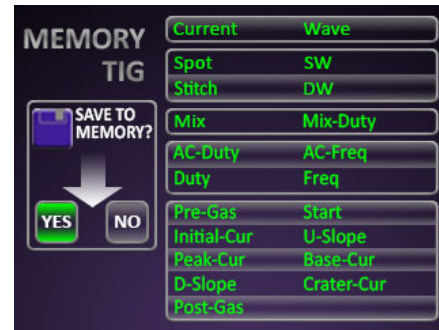 MEMORY
TIG
SAVE TO
MEMORY?
YES NO
Current Wave
Spot SW
Stitch DW
Mix Mix-Duty
AC-Duty AC-Freq
Duty Freq
Pre-Gas Start
Initial-Cur U-Slope
Peak-Cur Base-Cur
D-Slope Crater-Cur
Post-Gas